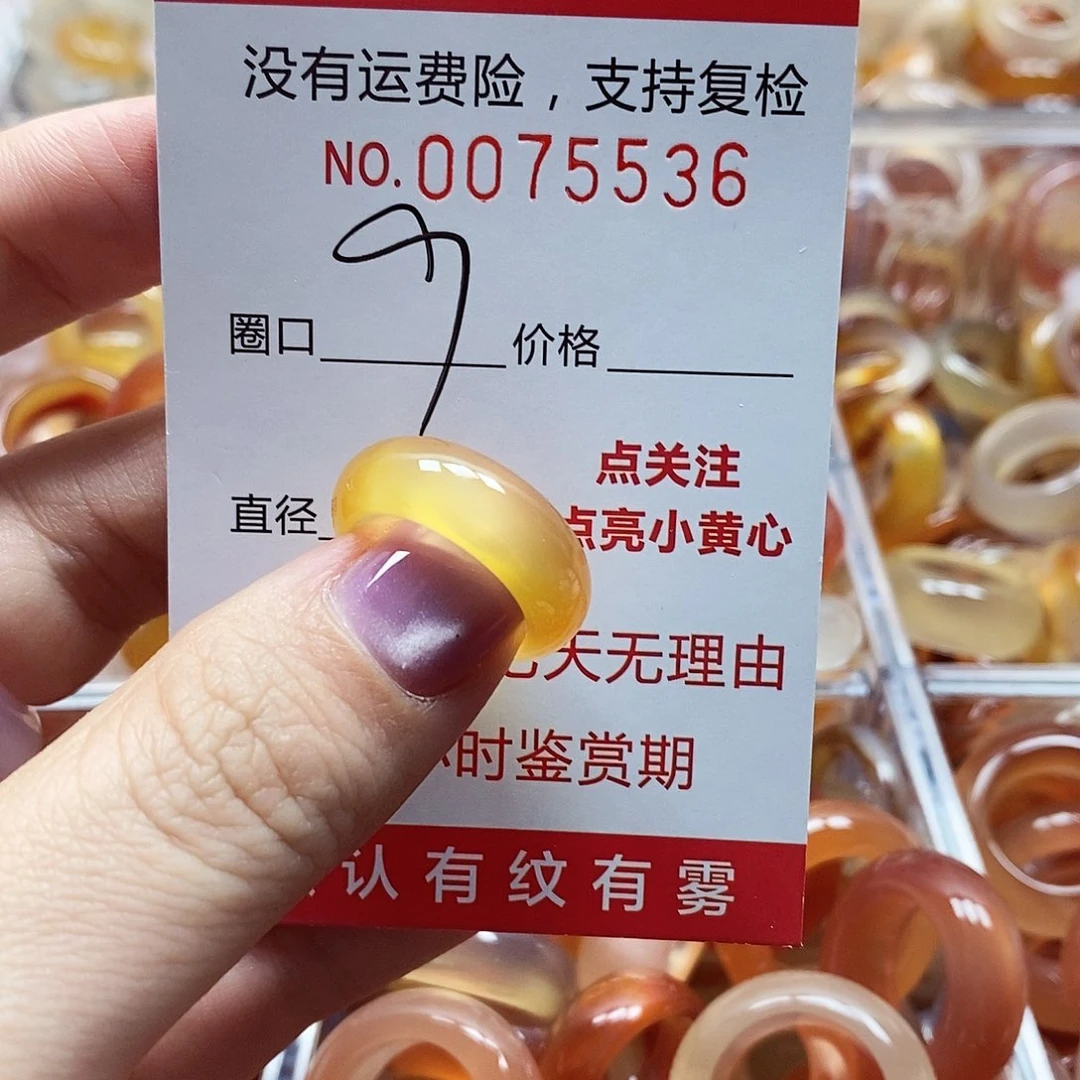 没有运费险，支持复检
NO.0075536
圈口 价格
点关注
直径
点亮小黄心
天无理由
时鉴赏期
认有纹有雾